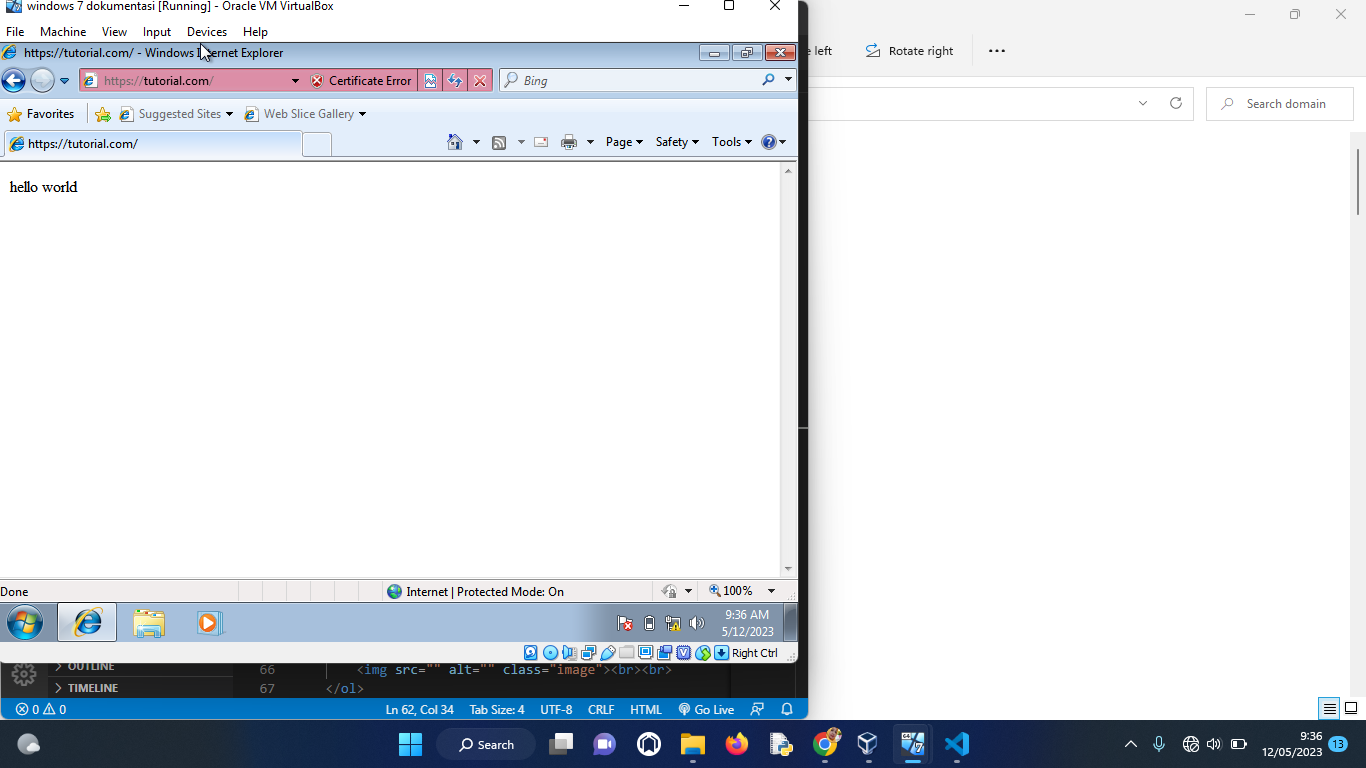 windows 7 dokumentasi [Running] - Oracle VM VirtualBox
File Machine View Input Devices Help
https://tutorial.com/ - Windows Internet Explorer
https://tutorial.com/ Certificate Error Bing
Favorites Suggested Sites Web Slice Gallery
https://tutorial.com/ Page Safety Tools
hello world
Done Internet | Protected Mode: On 100%
9:36 AM
5/12/2023
Right Ctrl
left Rotate right
Search domain
OUTLINE
TIMELINE
66 <img src="" alt="" class="image"><br><br>
67 </ol>
0 0 Ln 62, Col 34 Tab Size: 4 UTF-8 CRLF HTML Go Live
Search
9:36
12/05/2023 13